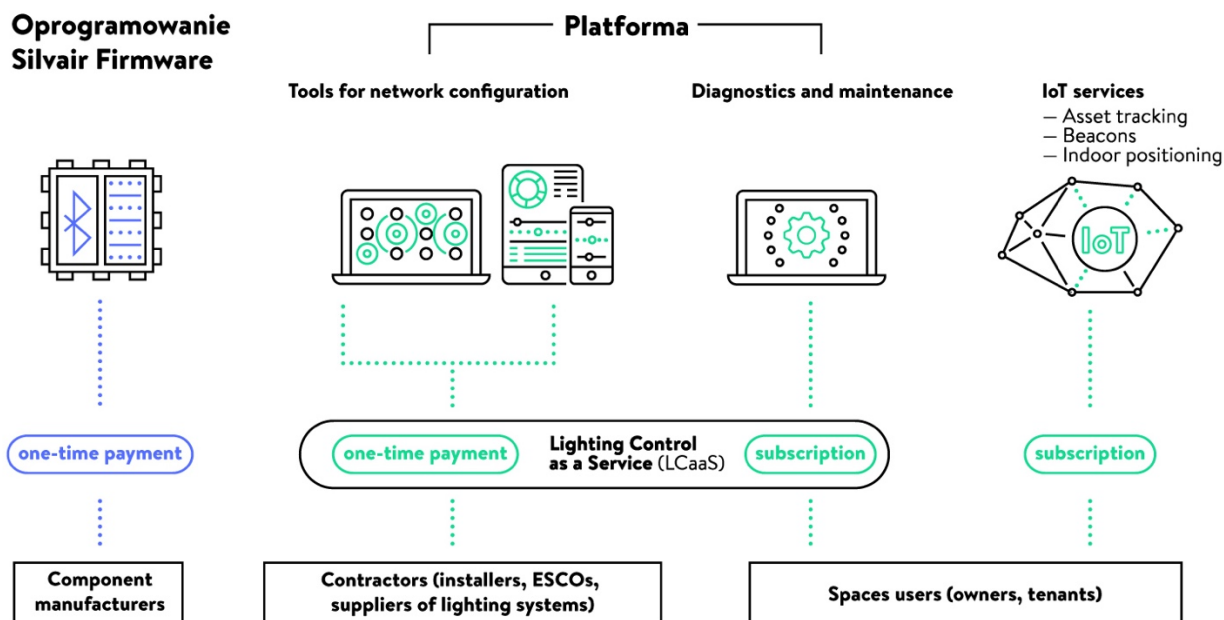 Oprogramowanie
Silvair Firmware
Platforma
Tools for network configuration
Diagnostics and maintenance
IoT services
— Asset tracking
— Beacons
— Indoor positioning
IoT
one-time payment
one-time payment
Lighting Control
as a Service (LCaaS)
subscription
subscription
Component
manufacturers
Contractors (installers, ESCOs,
suppliers of lighting systems)
Spaces users (owners, tenants)